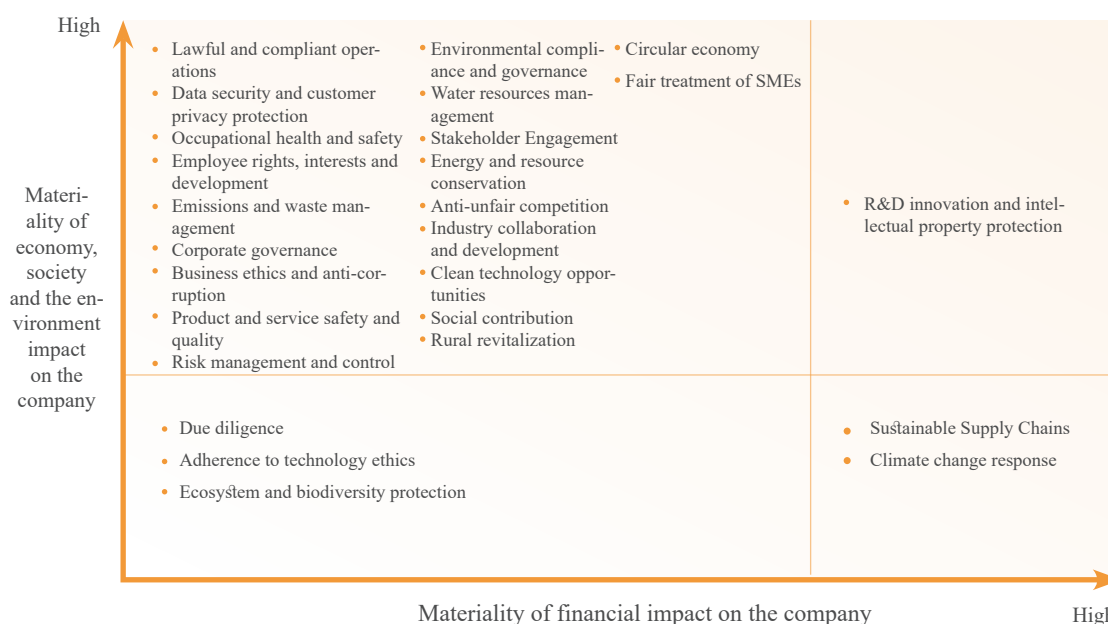 High
Materi-
ality of
economy,
society
and the en-
vironment
impact
on the
company
• Lawful and compliant oper-
ations
• Data security and customer
privacy protection
• Occupational health and safety
• Employee rights, interests and
development
• Emissions and waste man-
agement
• Corporate governance
• Business ethics and anti-cor-
ruption
• Product and service safety and
quality
• Risk management and control
• Environmental compli-
ance and governance
• Water resources man-
agement
• Stakeholder Engagement
• Energy and resource
conservation
• Anti-unfair competition
• Industry collaboration
and development
• Clean technology oppor-
tunities
• Social contribution
• Rural revitalization
• Circular economy
• Fair treatment of SMEs
• R&D innovation and intel-
lectual property protection
• Due diligence
• Adherence to technology ethics
• Ecosystem and biodiversity protection
• Sustainable Supply Chains
• Climate change response
Materiality of financial impact on the company
High